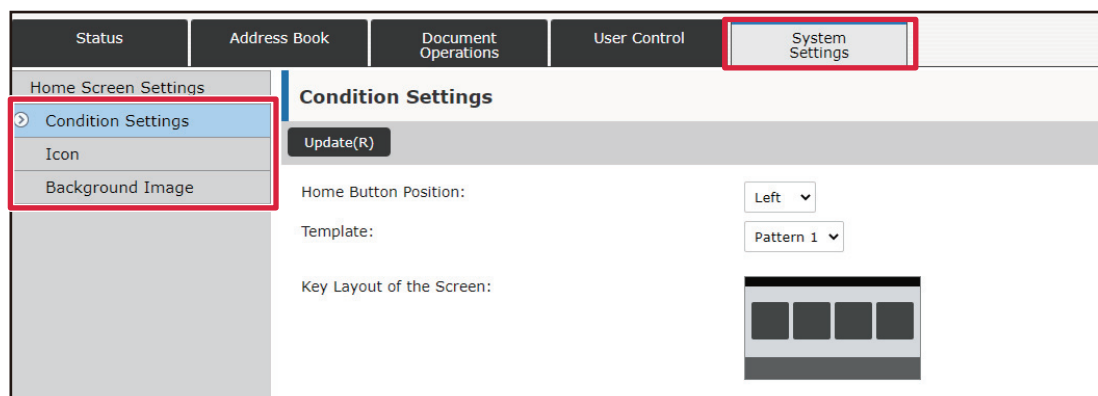 Status
Address Book
Document
Operations
User Control
System
Settings
Home Screen Settings
Condition Settings
Icon
Background Image
Condition Settings
Update(R)
Home Button Position:
Left
Template:
Pattern 1
Key Layout of the Screen: